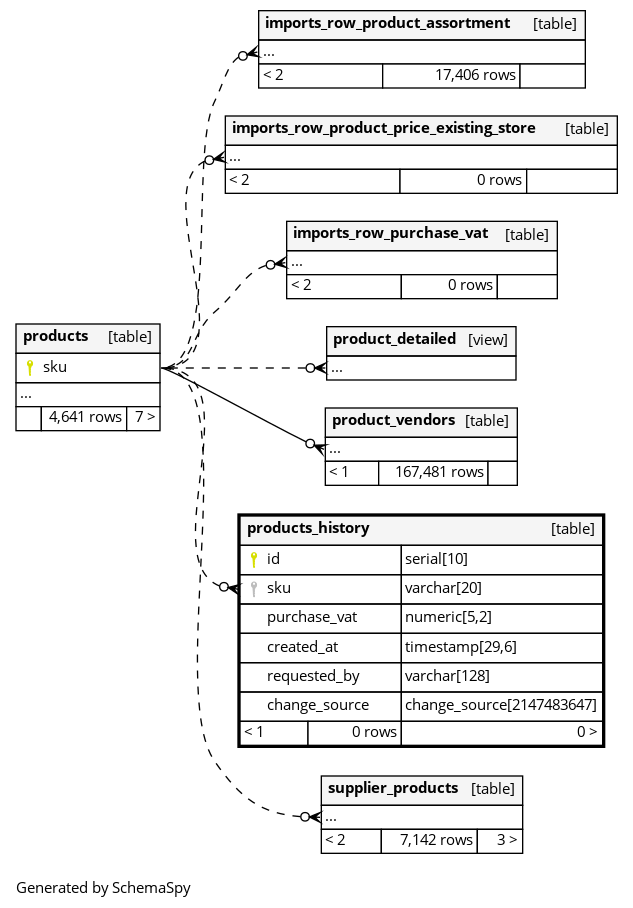 imports_row_product_assortment [table]
...
< 2 17,406 rows
imports_row_product_price_existing_store [table]
...
< 2 0 rows
imports_row_purchase_vat [table]
...
< 2 0 rows
products [table]
sku
...
4,641 rows 7 >
product_detailed [view]
...
product_vendors [table]
...
< 1 167,481 rows
products_history [table]
id serial[10]
sku varchar[20]
purchase_vat numeric[5,2]
created_at timestamp[29,6]
requested_by varchar[128]
change_source change_source[2147483647]
< 1 0 rows 0 >
supplier_products [table]
...
< 2 7,142 rows 3 >
Generated by SchemaSpy